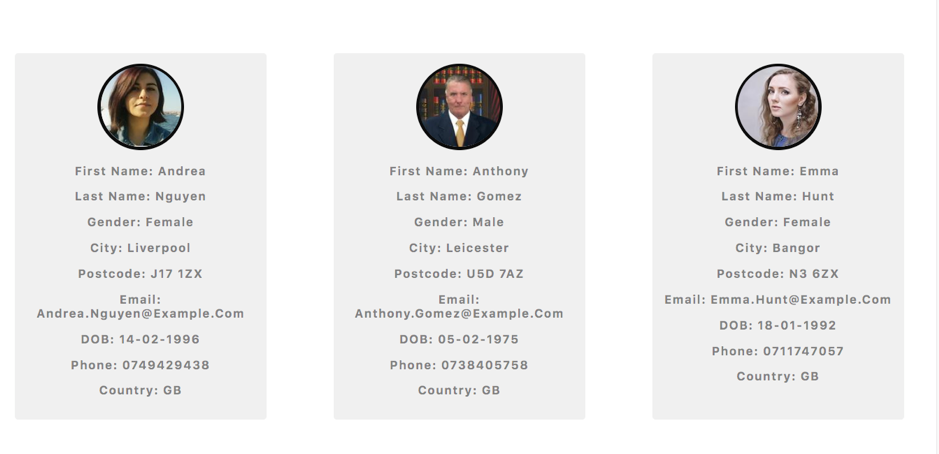 First Name: Andrea
Last Name: Nguyen
Gender: Female
City: Liverpool
Postcode: J17 1ZX
Email:
Andrea.Nguyen@Example.Com
DOB: 14-02-1996
Phone: 0749429438
Country: GB
First Name: Anthony
Last Name: Gomez
Gender: Male
City: Leicester
Postcode: U5D 7AZ
Email:
Anthony.Gomez@Example.Com
DOB: 05-02-1975
Phone: 0738405758
Country: GB
First Name: Emma
Last Name: Hunt
Gender: Female
City: Bangor
Postcode: N3 6ZX
Email: Emma.Hunt@Example.Com
DOB: 18-01-1992
Phone: 0711747057
Country: GB